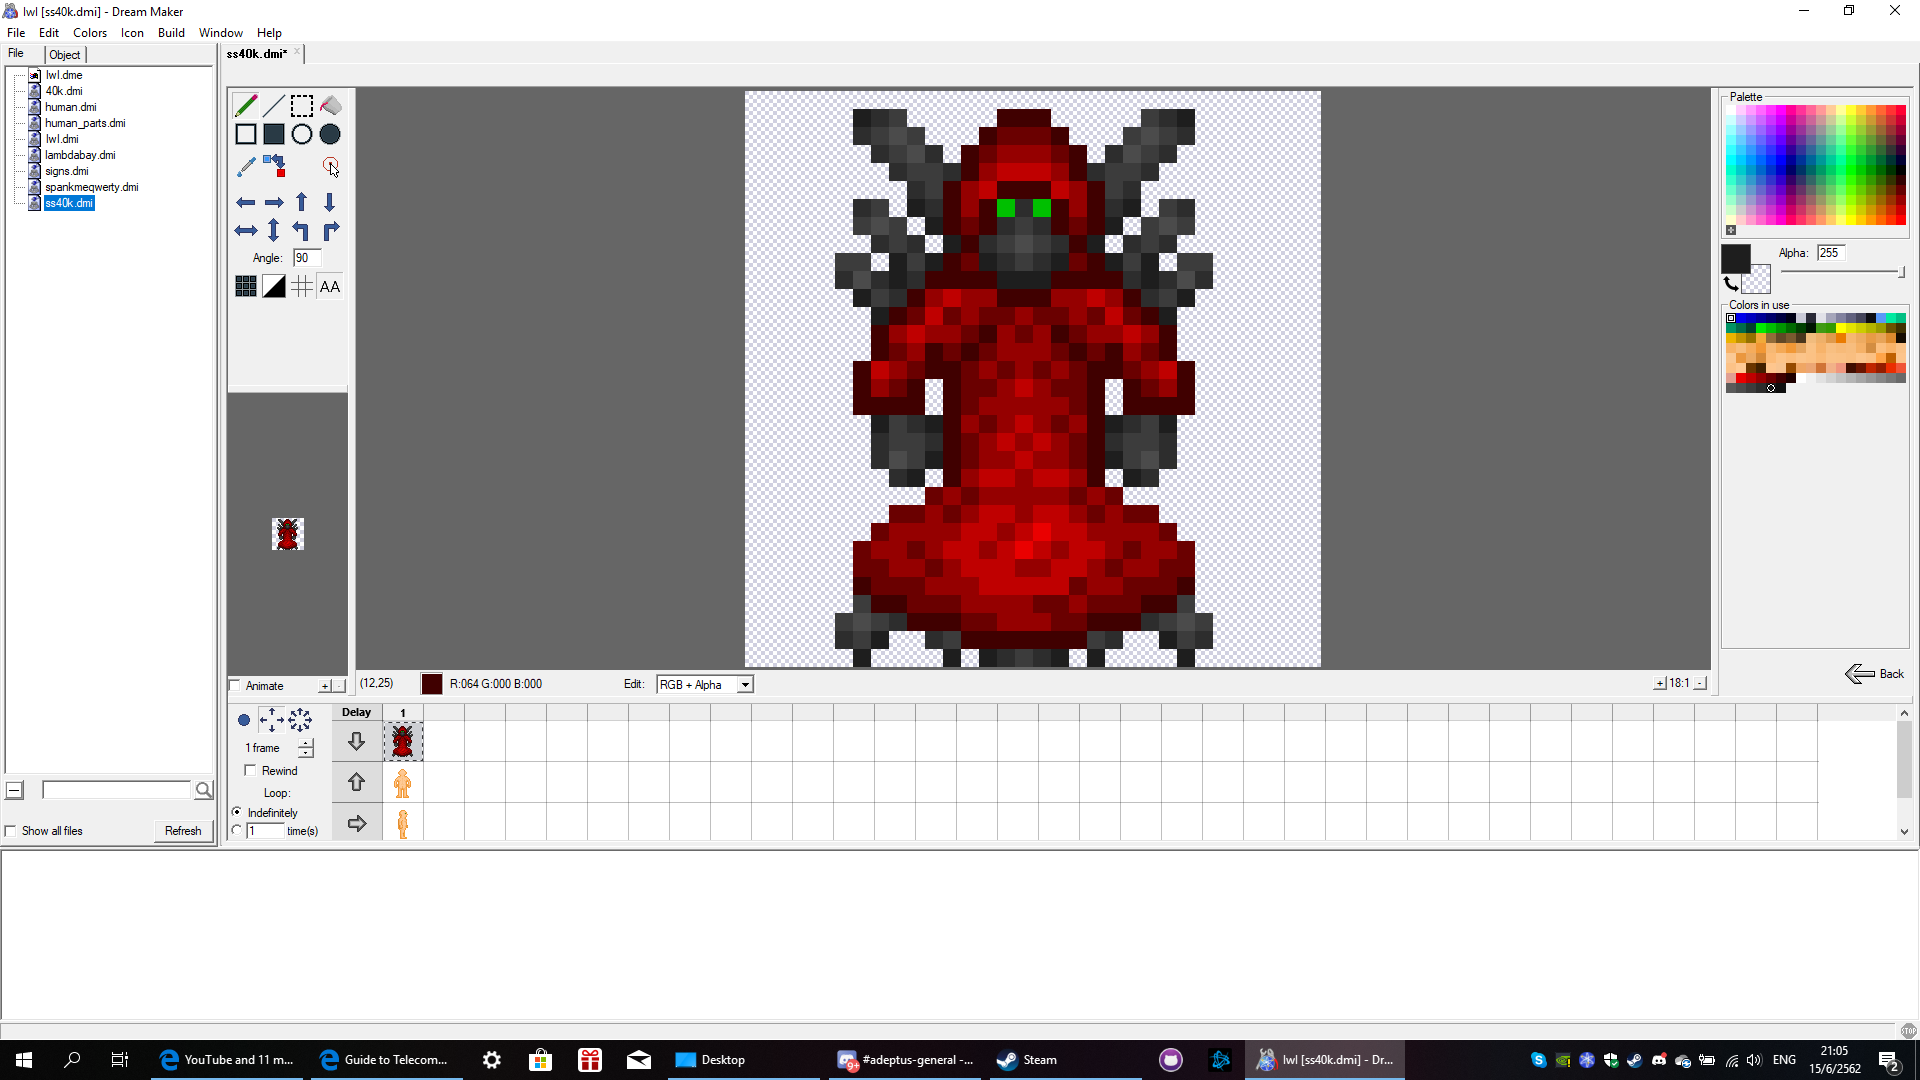 lwl [ss40k.dmi] - Dream Maker
File Edit Colors Icon Build Window Help
File Object
ss40k.dmi*
lwl.dme
40k.dmi
human.dmi
human_parts.dmi
lwl.dmi
lambdabay.dmi
signs.dmi
spankmeqwerty.dmi
ss40k.dmi
Angle: 90
AA
Palette
Alpha: 255
Colors in use
Back
Animate + -
(12,25) R:064 G:000 B:000 Edit: RGB + Alpha + 18:1 -
Delay 1
1 frame
Rewind
Loop:
Indefinitely
1 time(s)
Show all files Refresh
STOP
YouTube and 11 m...
Guide to Telecom...
Desktop
9+
#adeptus-general -...
Steam
lwl [ss40k.dmi] - Dr...
ENG
21:05
15/6/2562
2